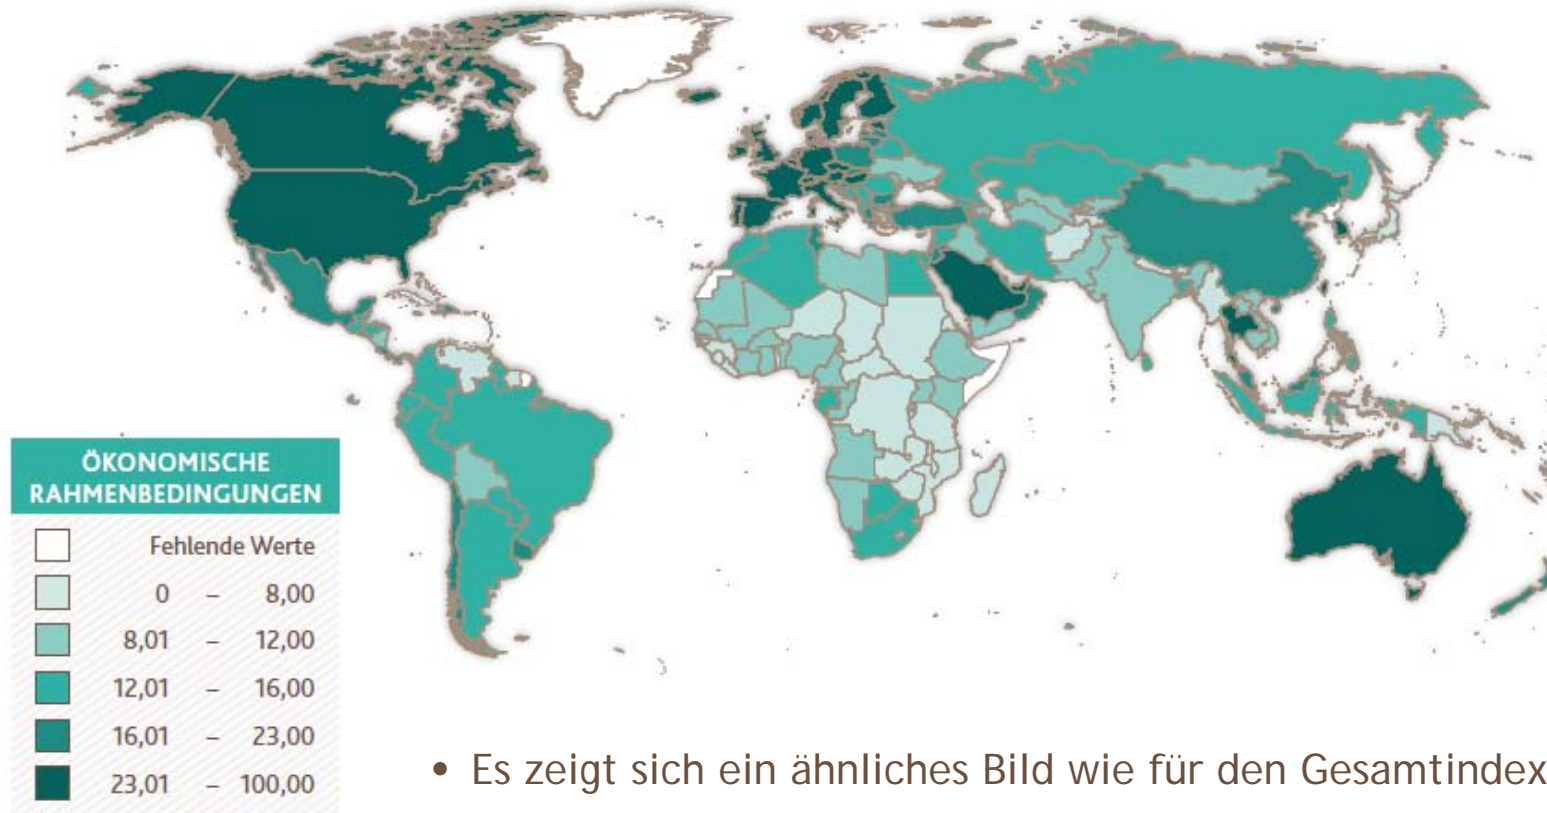 ÖKONOMISCHE
RAHMENBEDINGUNGEN
Fehlende Werte
0 – 8,00
8,01 – 12,00
12,01 – 16,00
16,01 – 23,00
23,01 – 100,00
• Es zeigt sich ein ähnliches Bild wie für den Gesamtindex